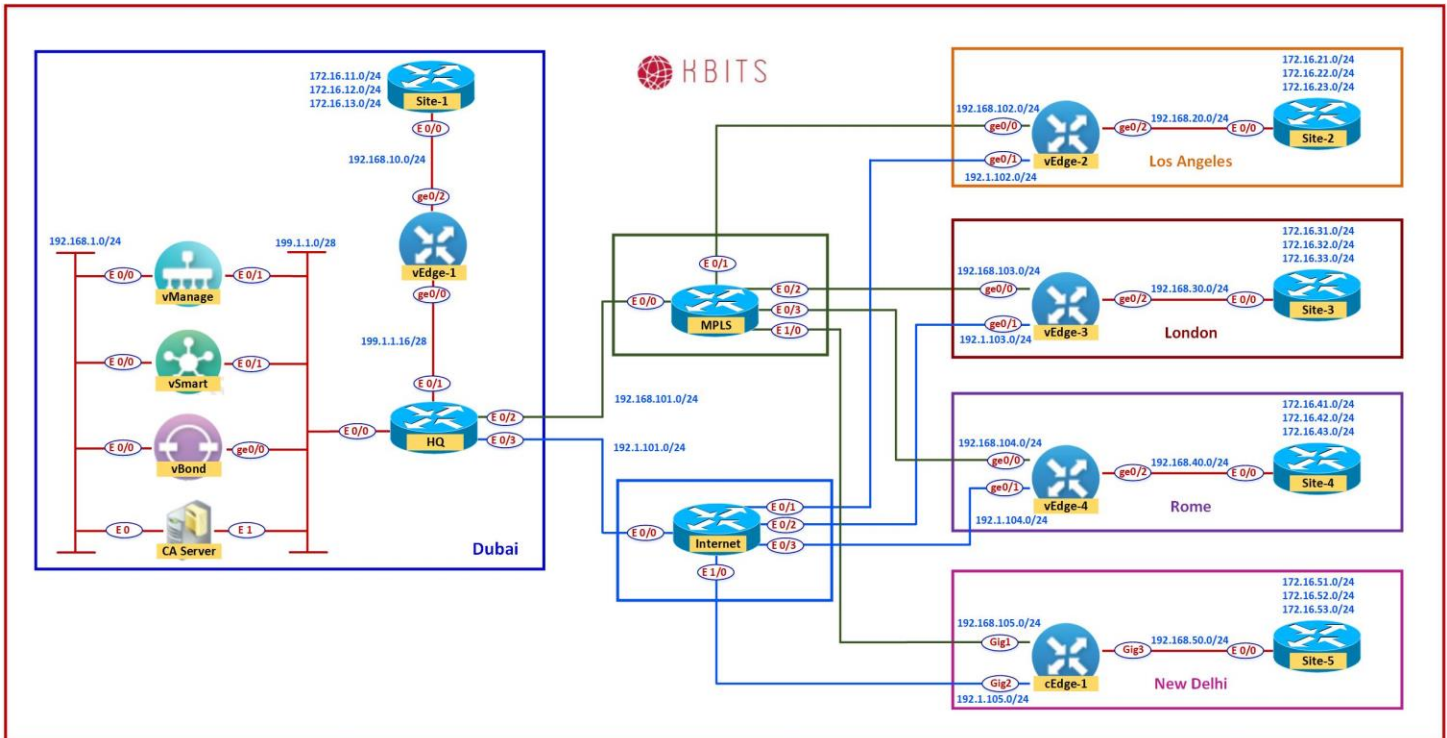 KBITS
172.16.11.0/24
172.16.12.0/24
172.16.13.0/24
Site-1
E 0/0
192.168.10.0/24
ge0/2
vEdge-1
ge0/0
199.1.1.16/28
E 0/1
192.168.1.0/24
199.1.1.0/28
E 0/0
vManage
E 0/1
E 0/0
vSmart
E 0/1
E 0/0
vBond
ge0/0
E 0
CA Server
E 1
E 0/0
HQ
E 0/2
E 0/3
Dubai
192.168.101.0/24
192.1.101.0/24
E 0/1
E 0/0
MPLS
E 0/2
E 0/3
E 1/0
E 0/0
Internet
E 0/1
E 0/2
E 0/3
E 1/0
192.168.102.0/24
ge0/0
ge0/1
192.1.102.0/24
vEdge-2
ge0/2
192.168.20.0/24
E 0/0
172.16.21.0/24
172.16.22.0/24
172.16.23.0/24
Site-2
Los Angeles
192.168.103.0/24
ge0/0
ge0/1
192.1.103.0/24
vEdge-3
ge0/2
192.168.30.0/24
E 0/0
172.16.31.0/24
172.16.32.0/24
172.16.33.0/24
Site-3
London
192.168.104.0/24
ge0/0
ge0/1
192.1.104.0/24
vEdge-4
ge0/2
192.168.40.0/24
E 0/0
172.16.41.0/24
172.16.42.0/24
172.16.43.0/24
Site-4
Rome
192.168.105.0/24
Gig1
Gig2
192.1.105.0/24
cEdge-1
Gig3
192.168.50.0/24
E 0/0
172.16.51.0/24
172.16.52.0/24
172.16.53.0/24
Site-5
New Delhi